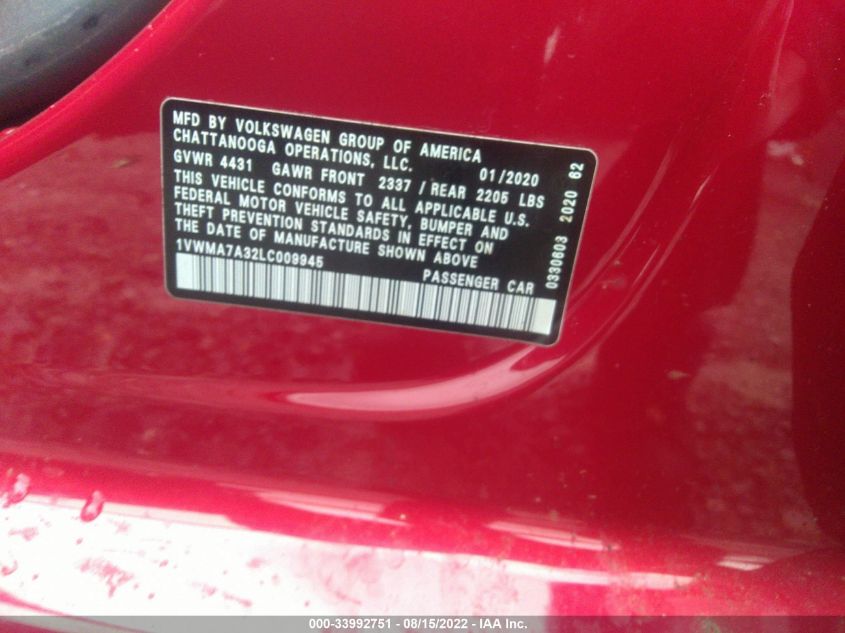 MFD BY VOLKSWAGEN GROUP OF AMERICA
CHATTANOOGA OPERATIONS, LLC.
01/2020
GVWR 4431 GAWR FRONT 2337 / REAR 2205 LBS
THIS VEHICLE CONFORMS TO ALL APPLICABLE U.S.
FEDERAL MOTOR VEHICLE SAFETY, BUMPER AND
THEFT PREVENTION STANDARDS IN EFFECT ON
THE DATE OF MANUFACTURE SHOWN ABOVE
1VWMA7A32LC009945
PASSENGER CAR
0330603 2020 62
000-33992751 - 08/15/2022 - IAA Inc.